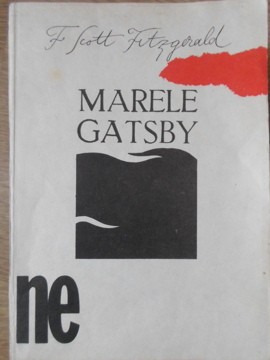 F Scott Fitzgerald
MARELE
GATSBY
ne